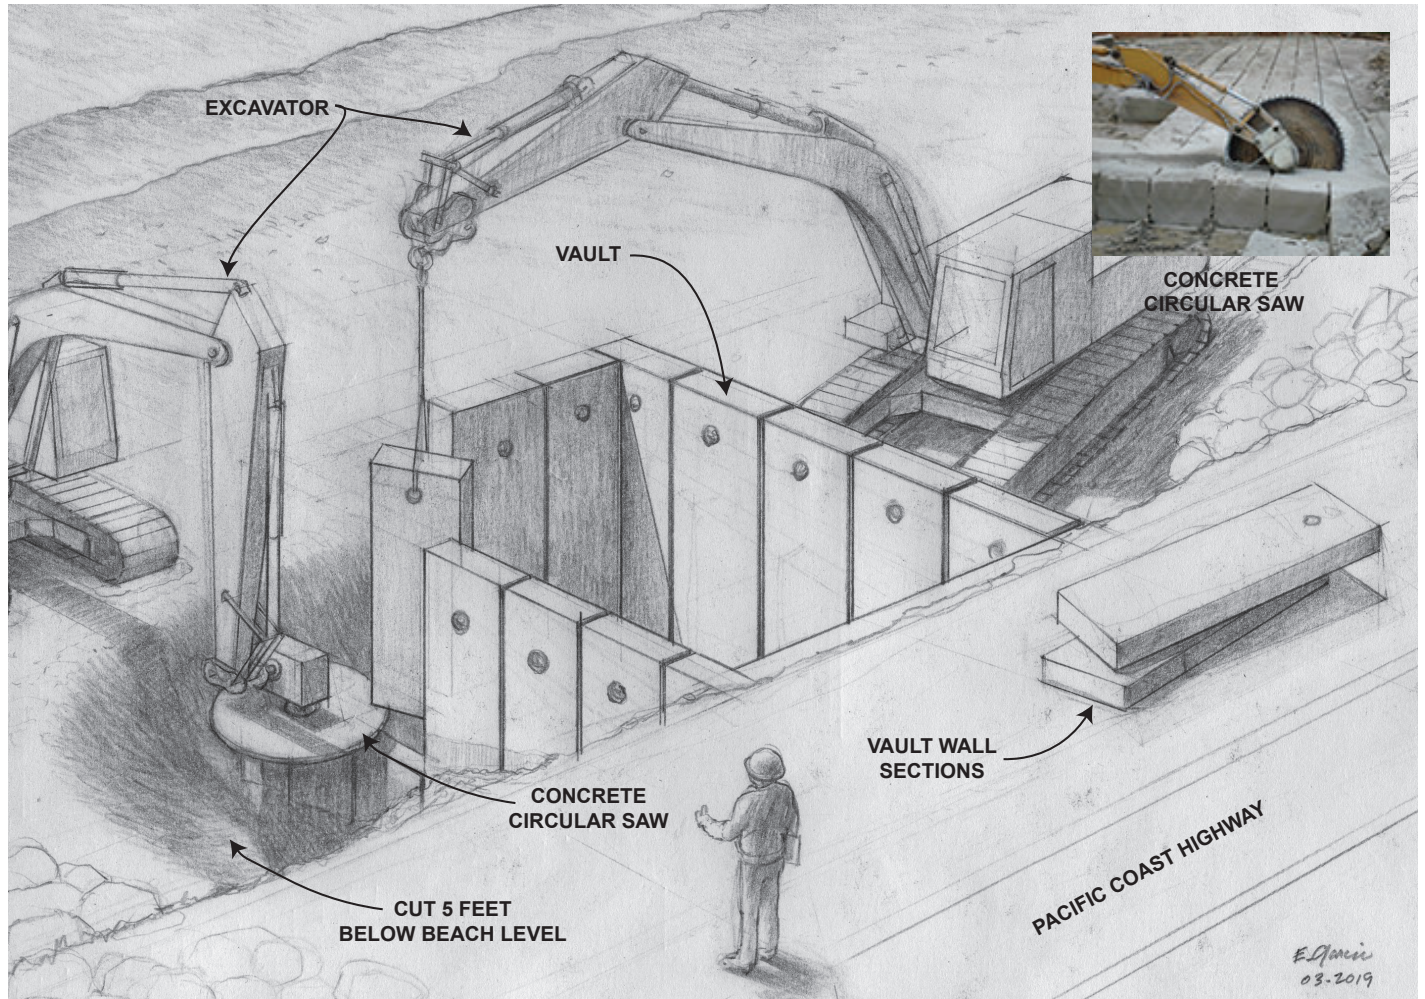 EXCAVATOR
VAULT
CONCRETE
CIRCULAR SAW
VAULT WALL
SECTIONS
CONCRETE
CIRCULAR SAW
PACIFIC COAST HIGHWAY
CUT 5 FEET
BELOW BEACH LEVEL
03-2019